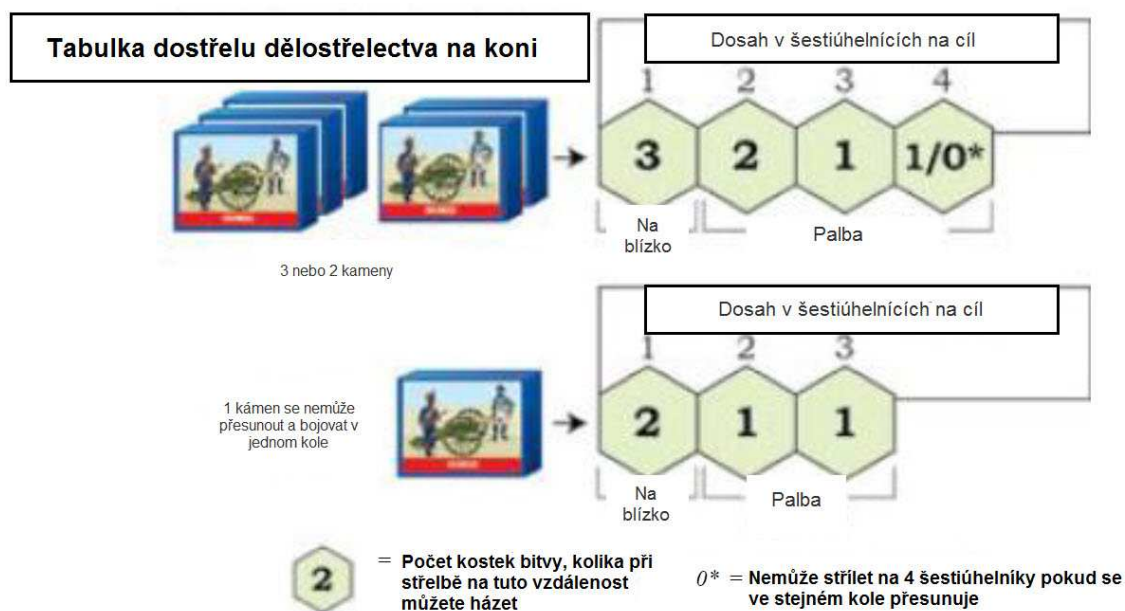 Tabulka dostřelu dělostřelectva na koni
Dosah v šestiúhelnících na cíl
1 2 3 4
3 2 1 1/0*
Na
blízko
Palba
3 nebo 2 kameny
Dosah v šestiúhelnících na cíl
1 2 3
1 kámen se nemůže
přesunout a bojovat v
jednom kole
2 1 1
Na
blízko
Palba
2
= Počet kostek bitvy, kolika při
střelbě na tuto vzdálenost
můžete házet
0* = Nemůže střílet na 4 šestiúhelníky pokud se
ve stejném kole přesunuje